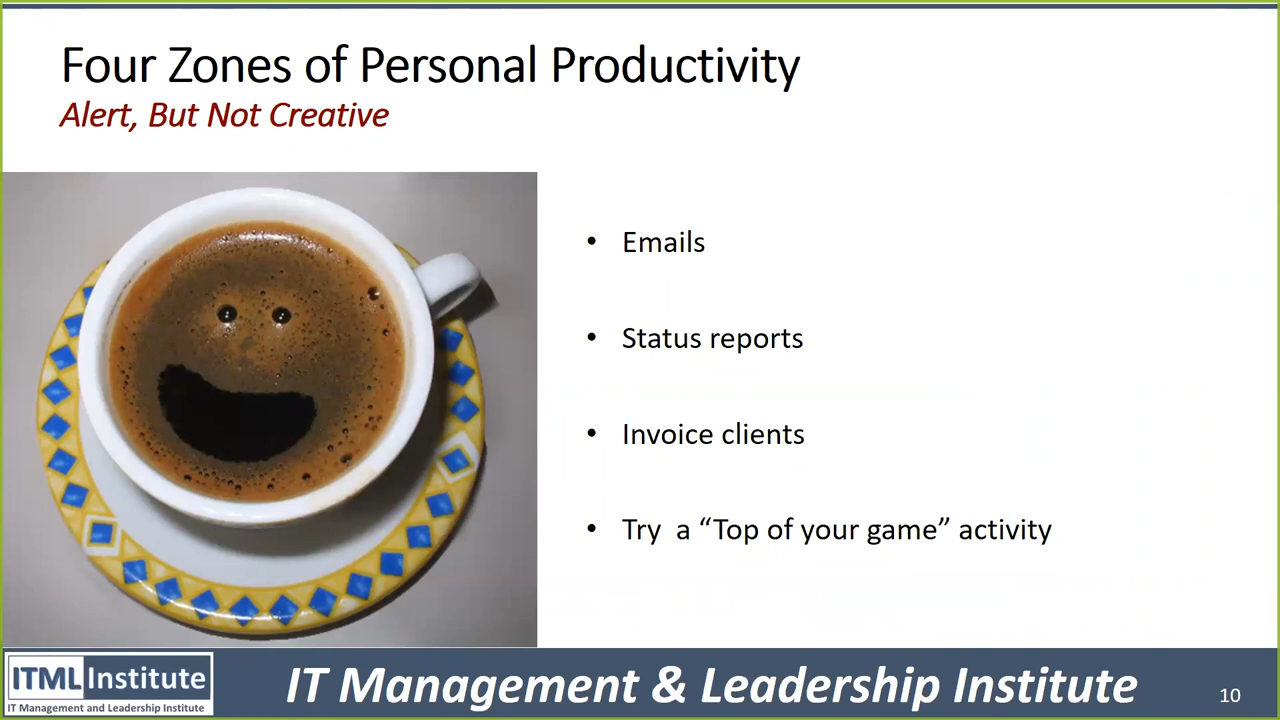 Four Zones of Personal Productivity
Alert, But Not Creative
• Emails
• Status reports
• Invoice clients
• Try a “Top of your game” activity
ITML Institute
IT Management and Leadership Institute
IT Management & Leadership Institute
10